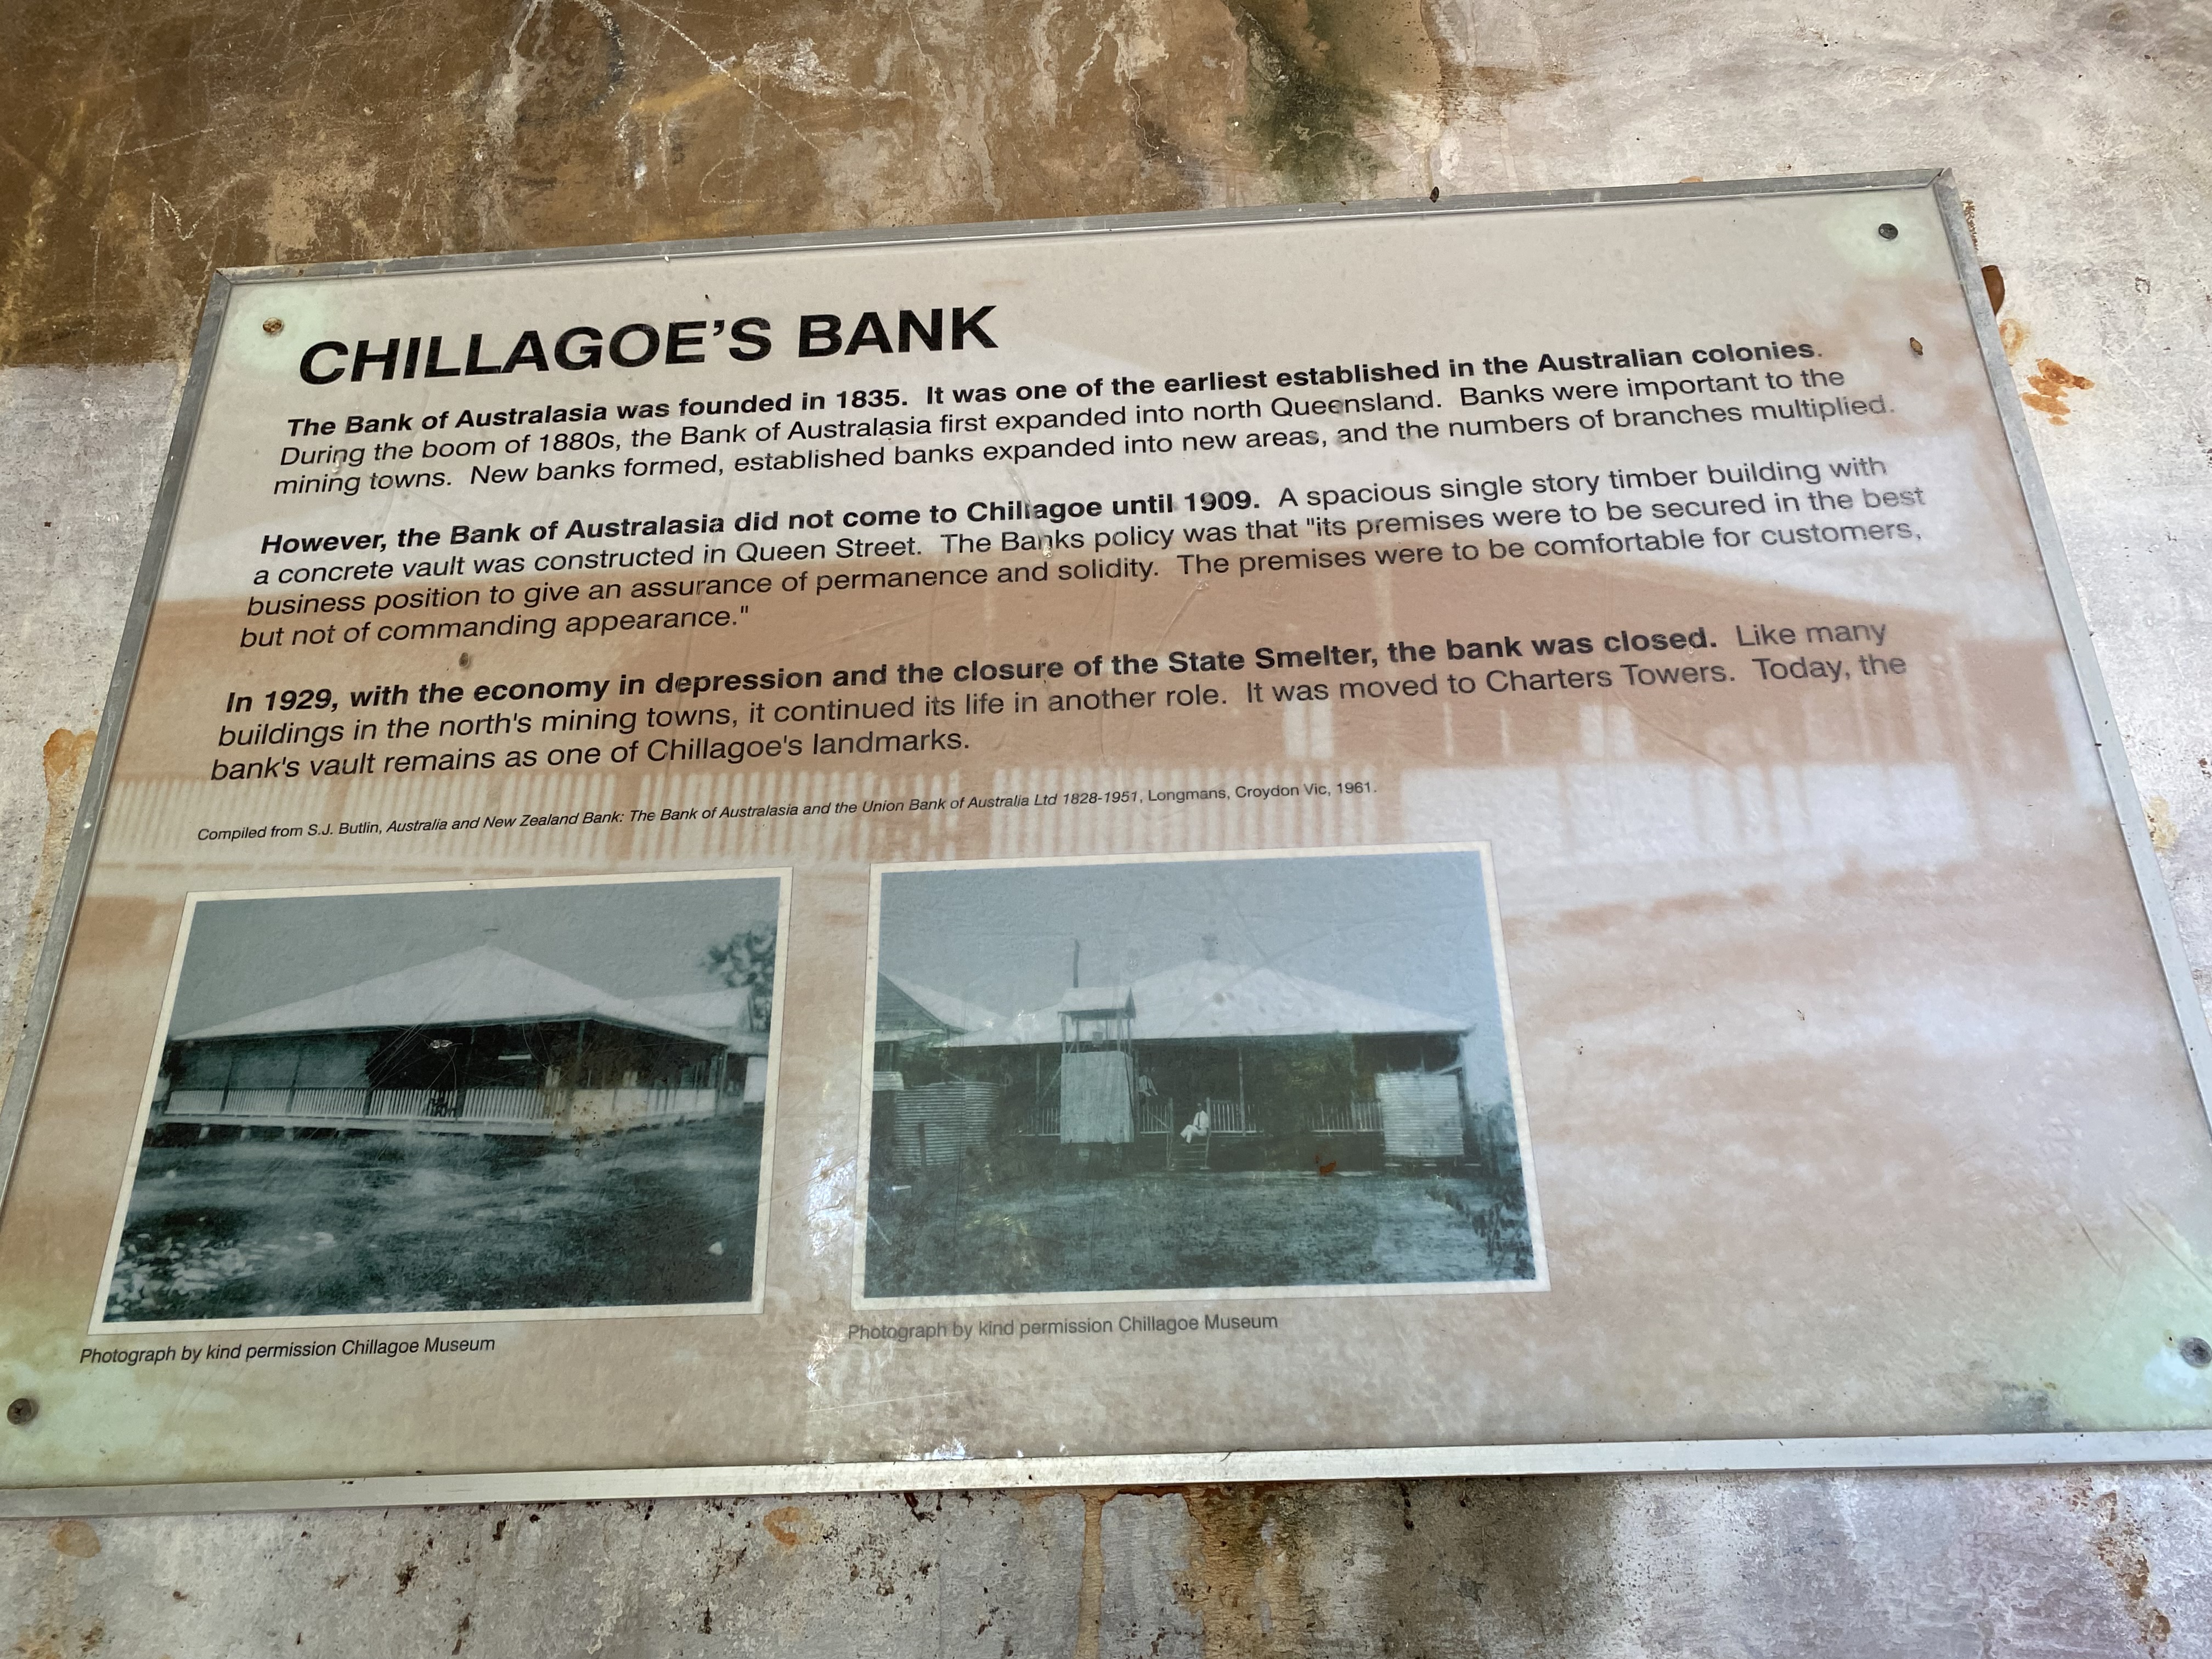 CHILLAGOE'S BANK
The Bank of Australasia was founded in 1835. It was one of the earliest established in the Australian colonies.
During the boom of 1880s, the Bank of Australasia first expanded into north Queensland. Banks were important to the
mining towns. New banks formed, established banks expanded into new areas, and the numbers of branches multiplied.
However, the Bank of Australasia did not come to Chillagoe until 1909. A spacious single story timber building with
a concrete vault was constructed in Queen Street. The Banks policy was that "its premises were to be secured in the best
business position to give an assurance of permanence and solidity. The premises were to be comfortable for customers,
but not of commanding appearance."
In 1929, with the economy in depression and the closure of the State Smelter, the bank was closed. Like many
buildings in the north's mining towns, it continued its life in another role. It was moved to Charters Towers. Today, the
bank's vault remains as one of Chillagoe's landmarks.
Compiled from S.J. Butlin, Australia and New Zealand Bank: The Bank of Australasia and the Union Bank of Australia Ltd 1828-1951, Longmans, Croydon Vic, 1961.
Photograph by kind permission Chillagoe Museum
Photograph by kind permission Chillagoe Museum